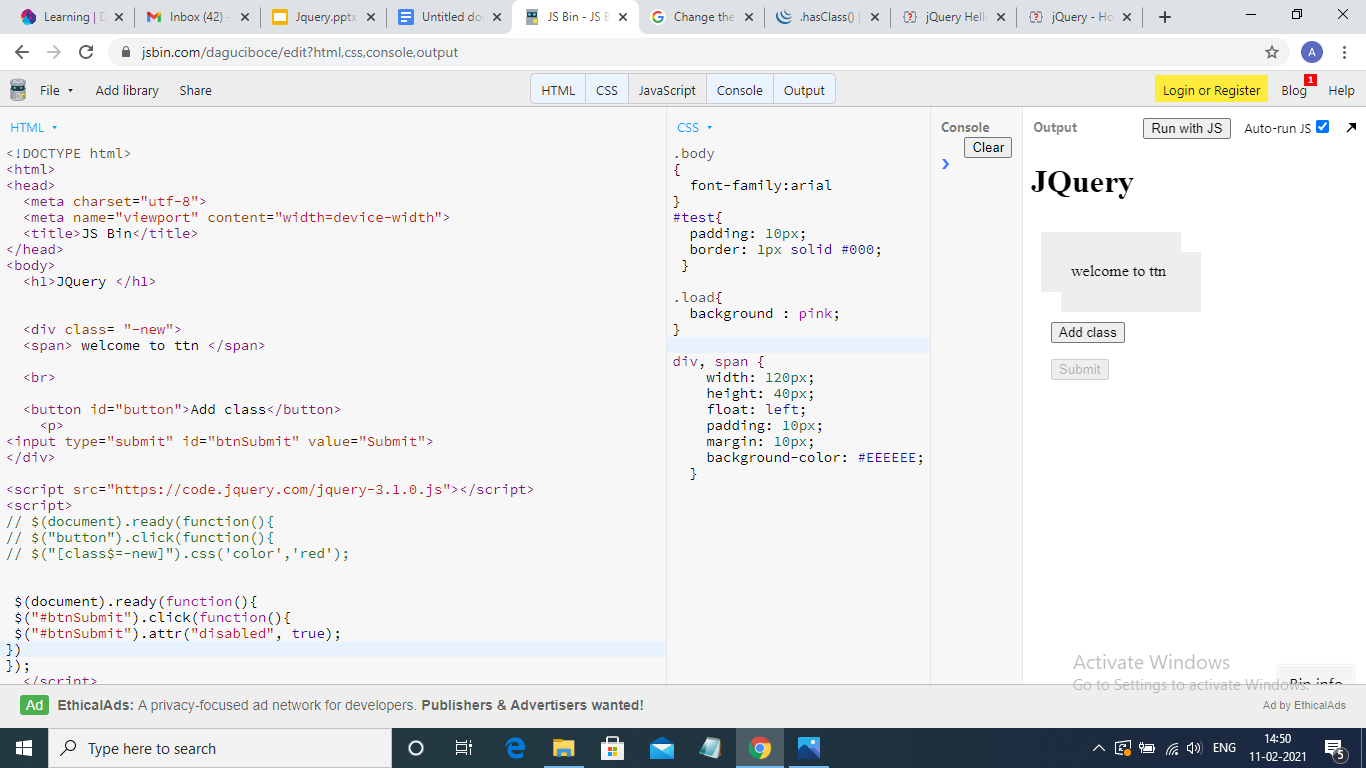 Learning | D
Inbox (42) -
Jquery.pptx
Untitled do
JS Bin - JS B
Change the
.hasClass() |
jQuery Hell
jQuery - Ho
jsbin.com/daguciboce/edit?html,css,console,output
A
File
Add library
Share
HTML
CSS
JavaScript
Console
Output
Login or Register
Blog
1
Help
HTML
<!DOCTYPE html>
<html>
<head>
<meta charset="utf-8">
<meta name="viewport" content="width=device-width">
<title>JS Bin</title>
</head>
<body>
<h1>JQuery </h1>
<div class= "-new">
<span> welcome to ttn </span>
<br>
<button id="button">Add class</button>
<p>
<input type="submit" id="btnSubmit" value="Submit">
</div>
<script src="https://code.jquery.com/jquery-3.1.0.js"></script>
<script>
// $(document).ready(function(){
// $("button").click(function(){
// $("[class$=-new]").css('color','red');
$(document).ready(function(){
$("#btnSubmit").click(function(){
$("#btnSubmit").attr("disabled", true);
})
});
</script>
CSS
.body
{
font-family:arial
}
#test{
padding: 10px;
border: 1px solid #000;
}
.load{
background : pink;
}
div, span {
width: 120px;
height: 40px;
float: left;
padding: 10px;
margin: 10px;
background-color: #EEEEEE;
}
Console
Clear
Output
Run with JS
Auto-run JS
JQuery
welcome to ttn
Add class
Submit
Activate Windows
Go to Settings to activate Windows.
Bin info
Ad
EthicalAds: A privacy-focused ad network for developers. Publishers & Advertisers wanted!
Ad by EthicalAds
Type here to search
ENG
14:50
11-02-2021
5